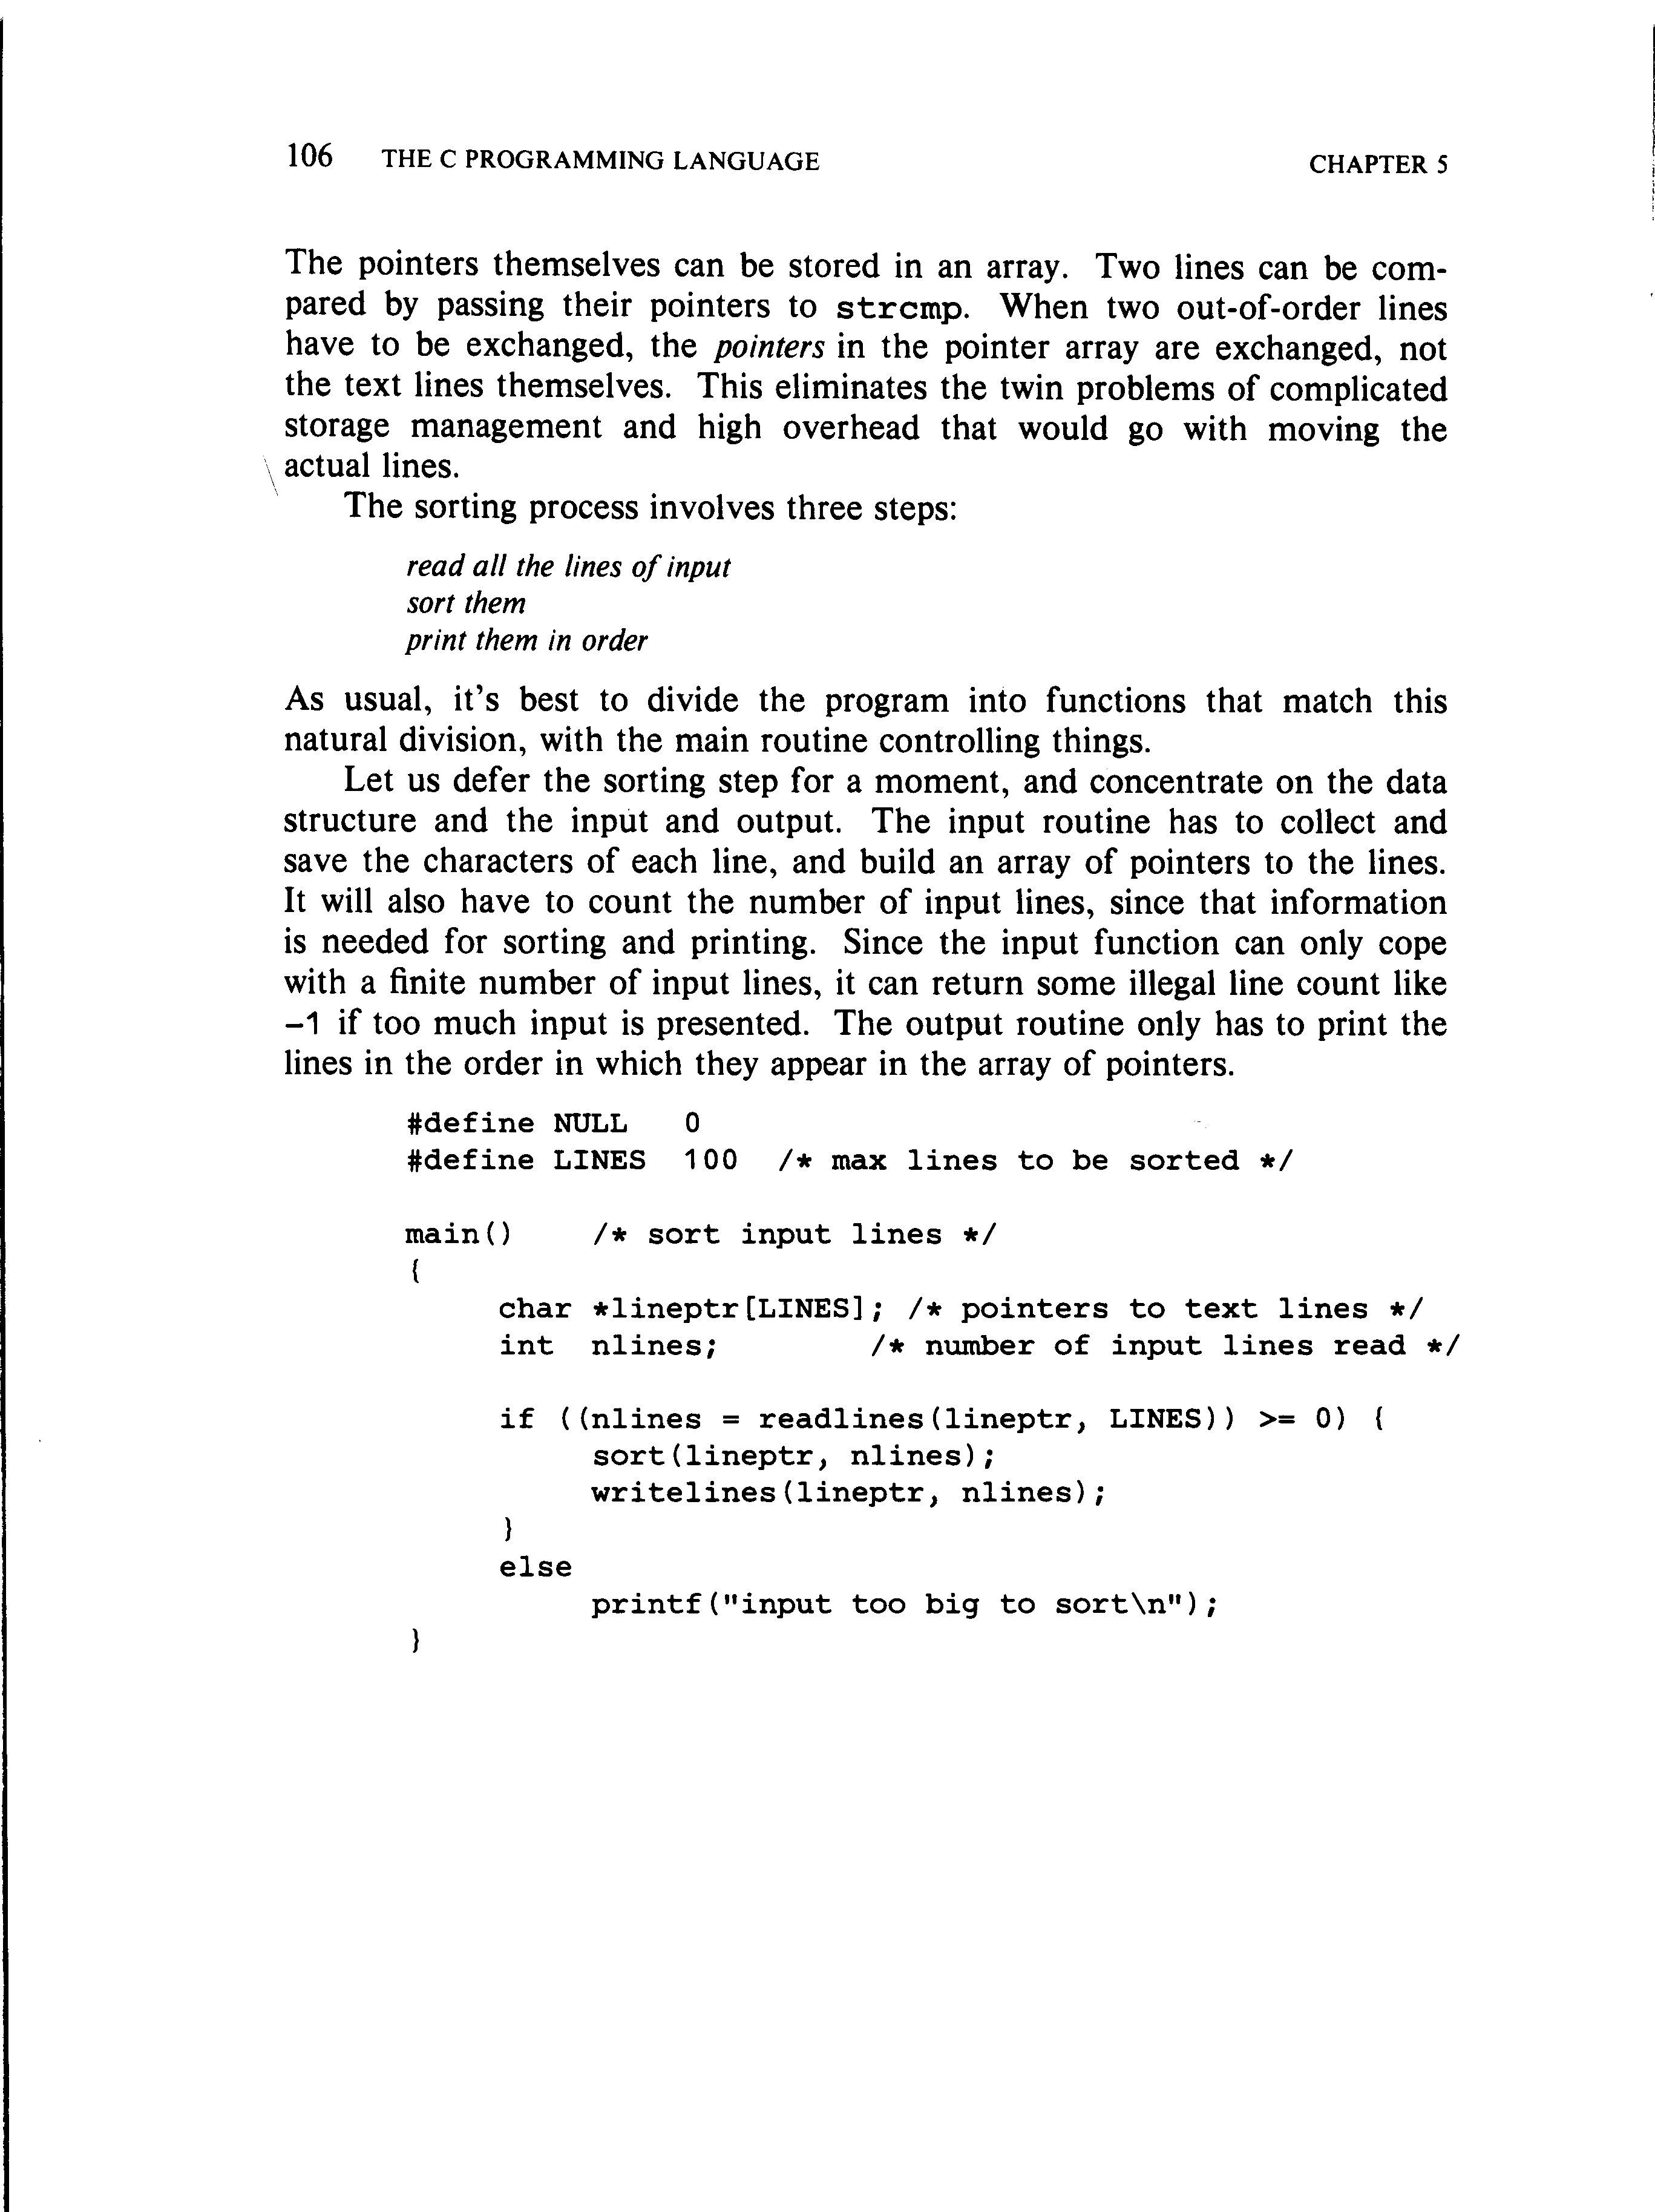 106 THE C PROGRAMMING LANGUAGE CHAPTER 5
The pointers themselves can be stored in an array. Two lines can be com-
pared by passing their pointers to strcmp. When two out-of-order lines
have to be exchanged, the pointers in the pointer array are exchanged, not
the text lines themselves. This eliminates the twin problems of complicated
storage management and high overhead that would go with moving the
actual lines.
The sorting process involves three steps:
read all the lines of input
sort them
print them in order
As usual, it's best to divide the program into functions that match this
natural division, with the main routine controlling things.
Let us defer the sorting step for a moment, and concentrate on the data
structure and the input and output. The input routine has to collect and
save the characters of each line, and build an array of pointers to the lines.
It will also have to count the number of input lines, since that information
is needed for sorting and printing. Since the input function can only cope
with a finite number of input lines, it can return some illegal line count like
−1 if too much input is presented. The output routine only has to print the
lines in the order in which they appear in the array of pointers.
#define NULL   0
#define LINES  100  /* max lines to be sorted */
main()    /* sort input lines */
{
     char *lineptr[LINES]; /* pointers to text lines */
     int  nlines;        /* number of input lines read */
     if ((nlines = readlines(lineptr, LINES)) >= 0) {
          sort(lineptr, nlines);
          writelines(lineptr, nlines);
     }
     else
          printf("input too big to sort\n");
}